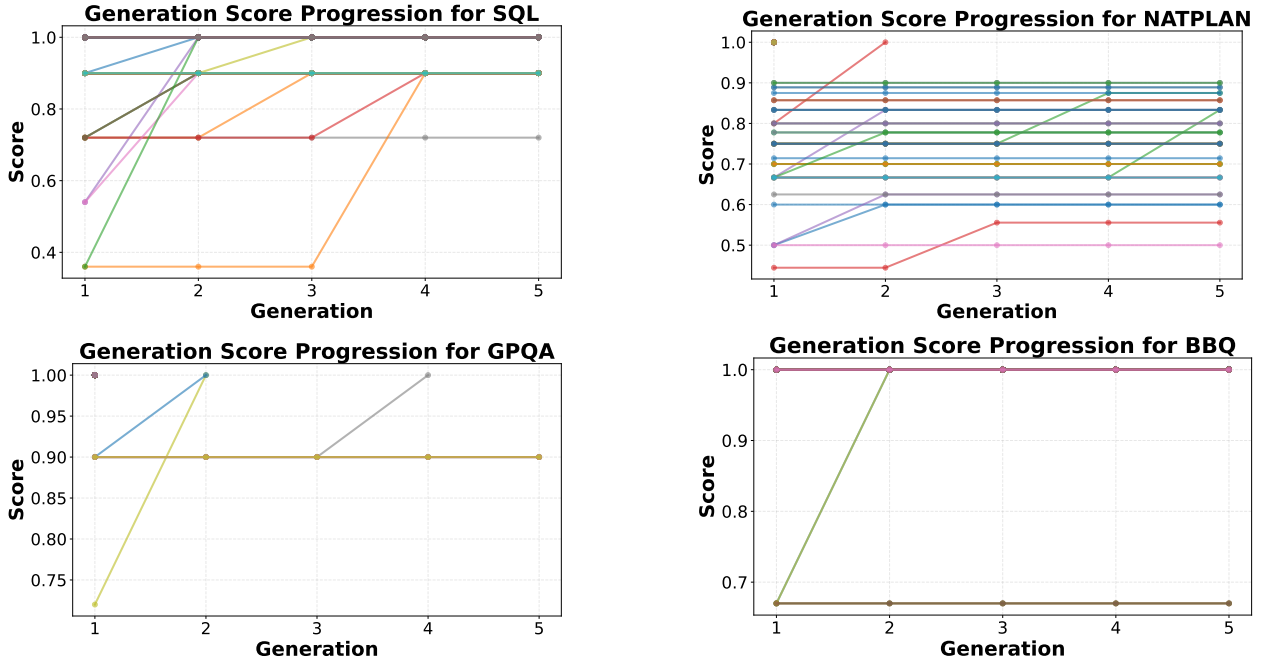 Generation Score Progression for SQL
Score
1.0
0.8
0.6
0.4
1 2 3 4 5
Generation
Generation Score Progression for NATPLAN
Score
1.0
0.9
0.8
0.7
0.6
0.5
1 2 3 4 5
Generation
Generation Score Progression for GPQA
Score
1.00
0.95
0.90
0.85
0.80
0.75
1 2 3 4 5
Generation
Generation Score Progression for BBQ
Score
1.0
0.9
0.8
0.7
1 2 3 4 5
Generation